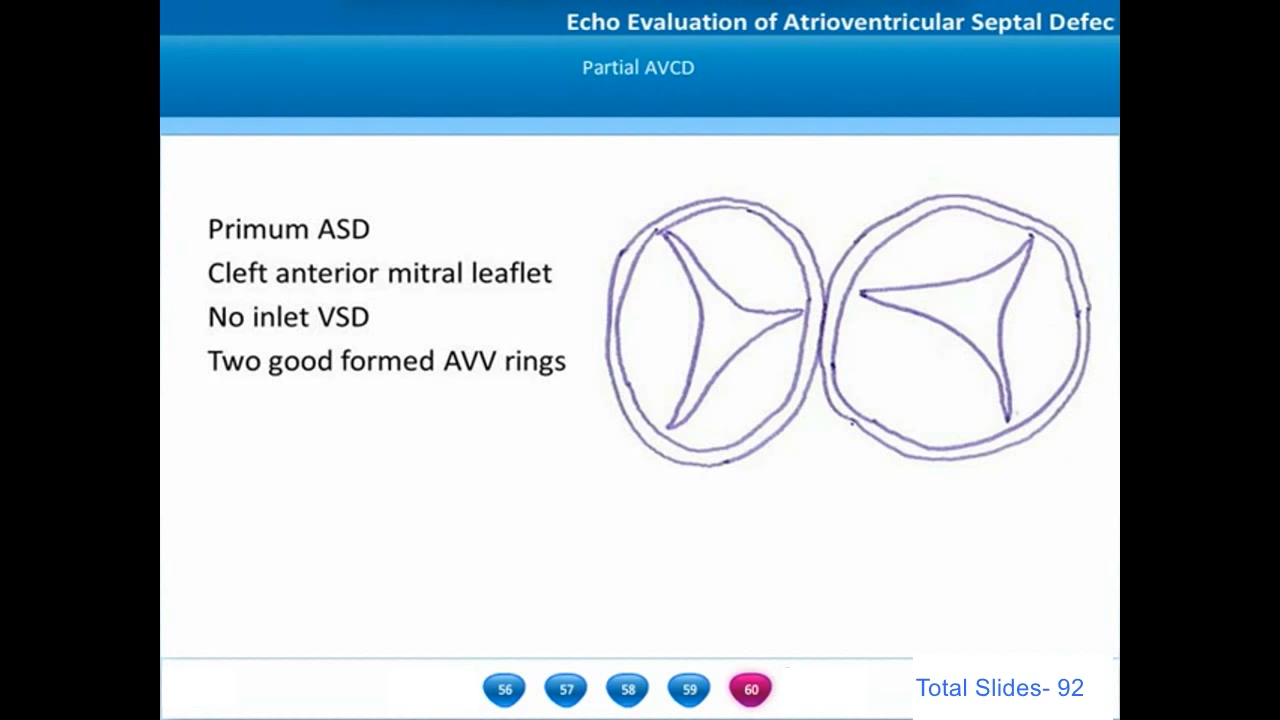 Echo Evaluation of Atrioventricular Septal Defec
Partial AVCD
Primum ASD
Cleft anterior mitral leaflet
No inlet VSD
Two good formed AVV rings
56 57 58 59 60
Total Slides- 92